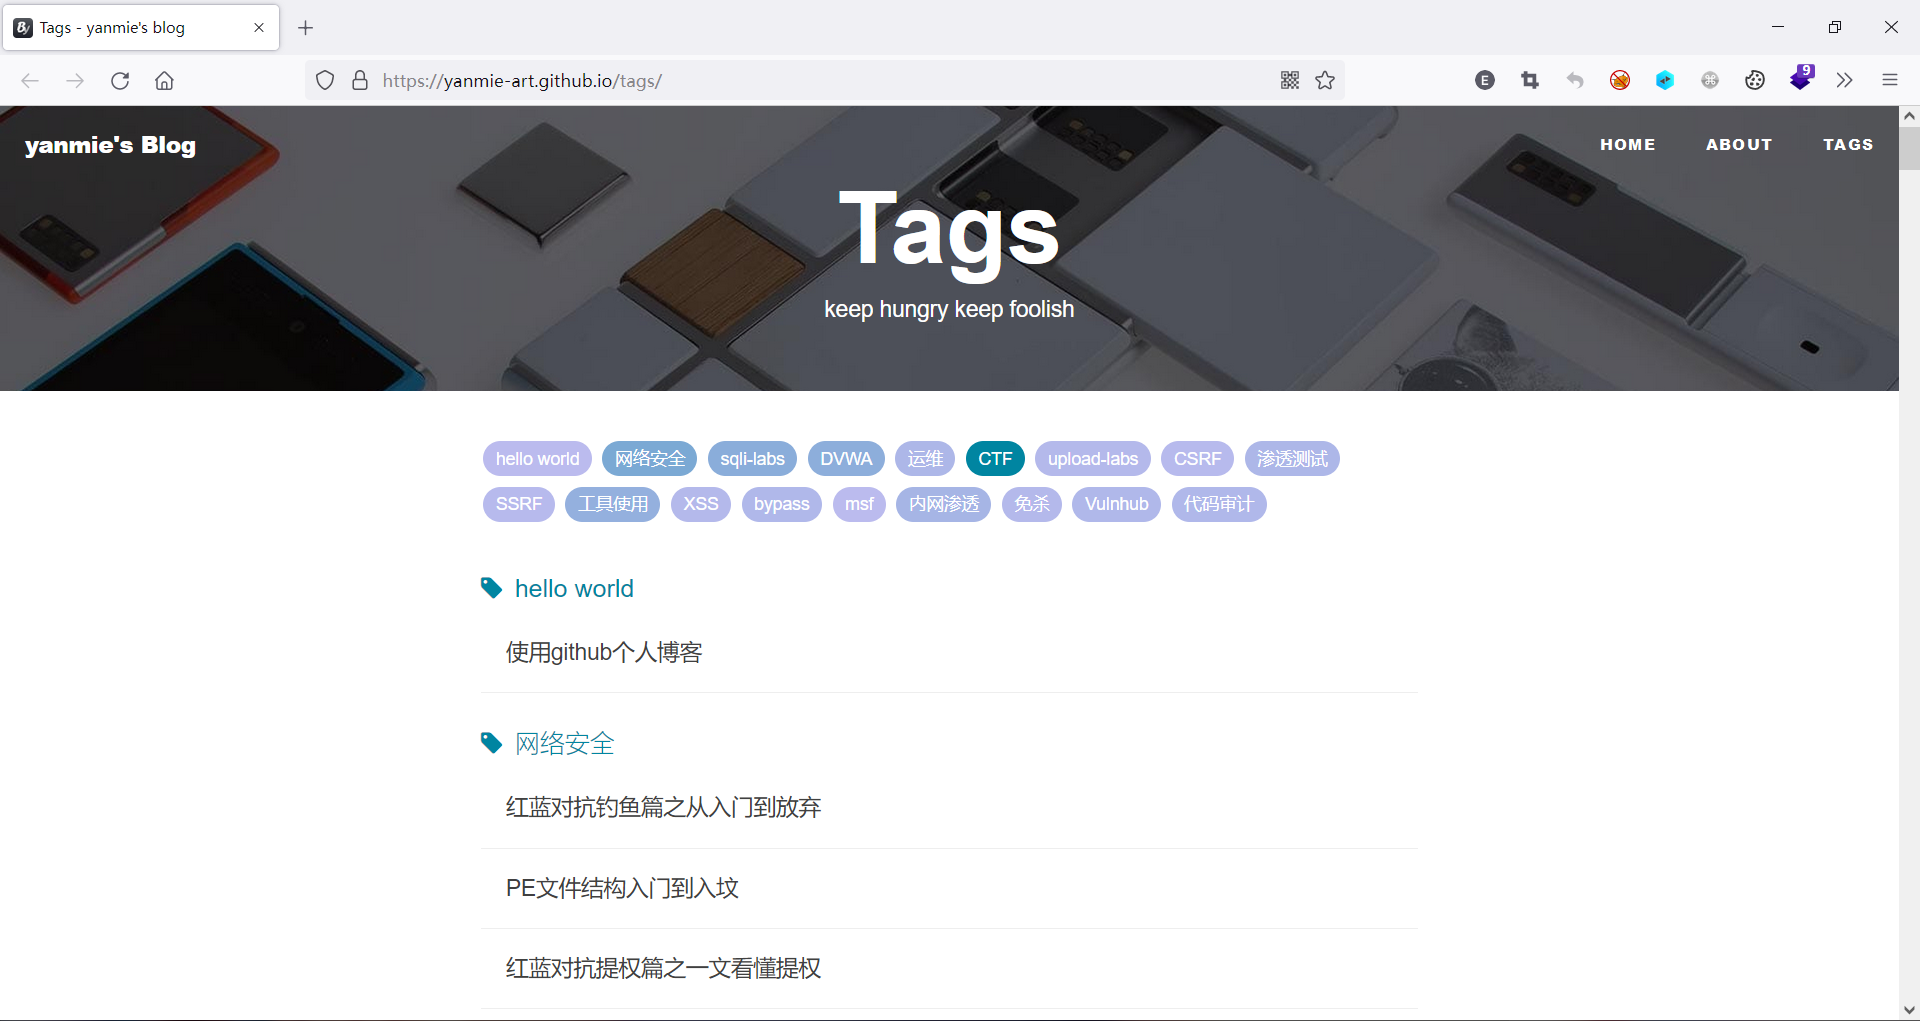 Tags - yanmie's blog
https://yanmie-art.github.io/tags/
E
9
yanmie's Blog
HOME ABOUT TAGS
Tags
keep hungry keep foolish
hello world 网络安全 sqli-labs DVWA 运维 CTF upload-labs CSRF 渗透测试
SSRF 工具使用 XSS bypass msf 内网渗透 免杀 Vulnhub 代码审计
hello world
使用github个人博客
网络安全
红蓝对抗钓鱼篇之从入门到放弃
PE文件结构入门到入坟
红蓝对抗提权篇之一文看懂提权